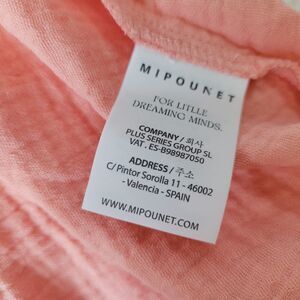 MIPOUNET
FOR LITLLE
DREAMING MINDS.
COMPANY / 회사
PLUS SERIES GROUP SL
VAT. ES-B98987050
ADDRESS / 주소
C/ Pintor Sorolla 11 - 46002
- Valencia - SPAIN
WWW.MIPOUNET.COM